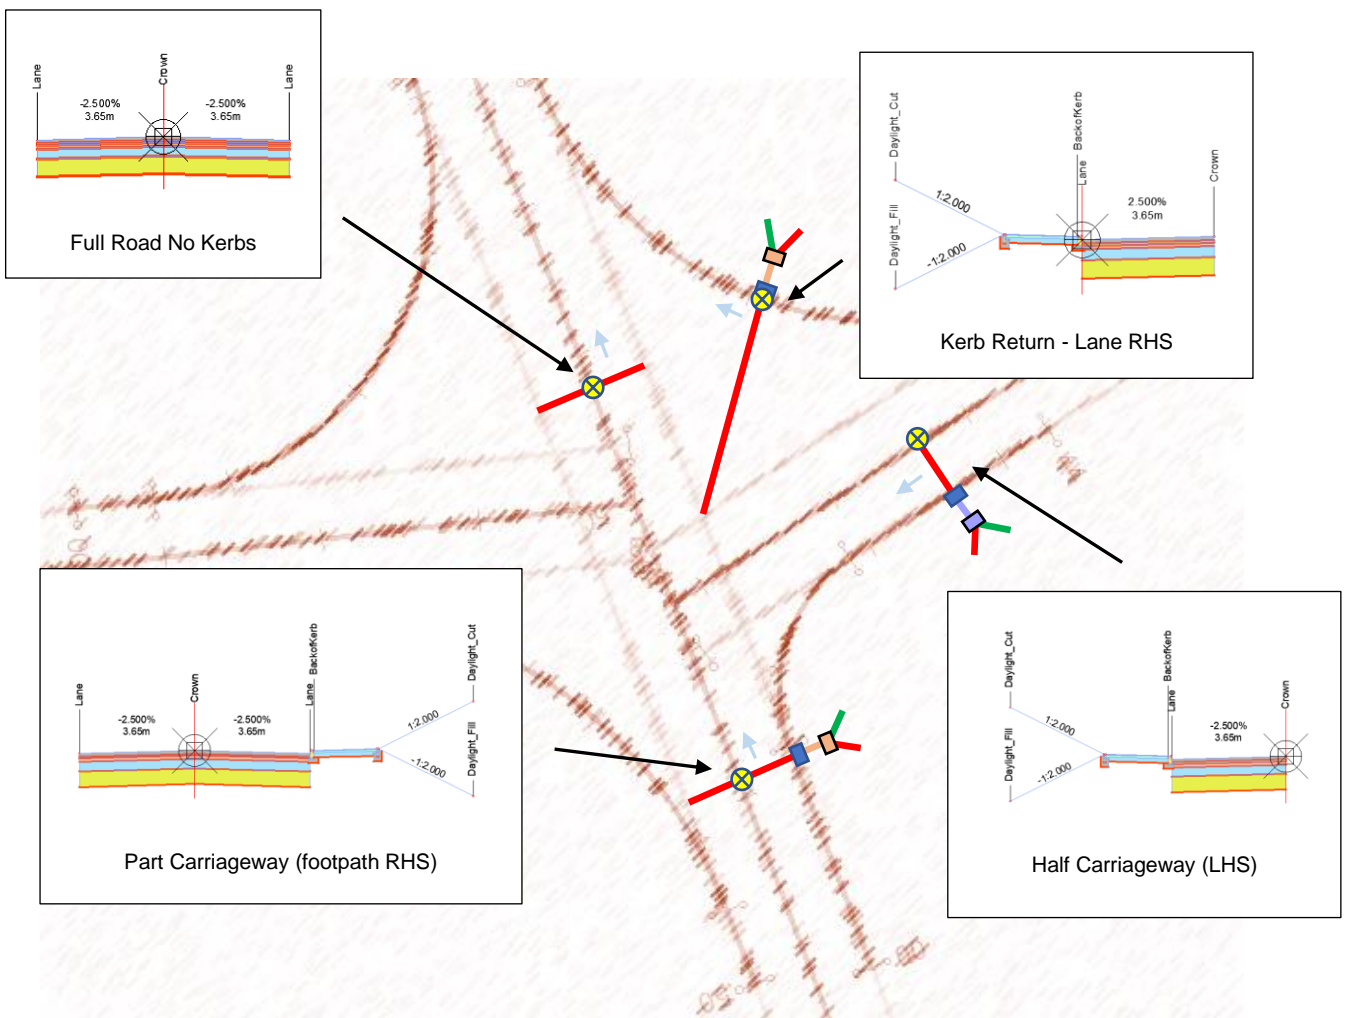 Lane
Crown
Lane
-2.500%
3.65m
-2.500%
3.65m
Full Road No Kerbs
Daylight_Cut
BackofKerb
Lane
Crown
1:2.000
2.500%
3.65m
Daylight_Fill
-1:2.000
Kerb Return - Lane RHS
Lane
Crown
Lane
BackofKerb
Daylight_Cut
-2.500%
3.65m
-2.500%
3.65m
1:2.000
Daylight_Fill
-1:2.000
Part Carriageway (footpath RHS)
Daylight_Cut
BackofKerb
Lane
Crown
1:2.000
-2.500%
3.65m
Daylight_Fill
-1:2.000
Half Carriageway (LHS)